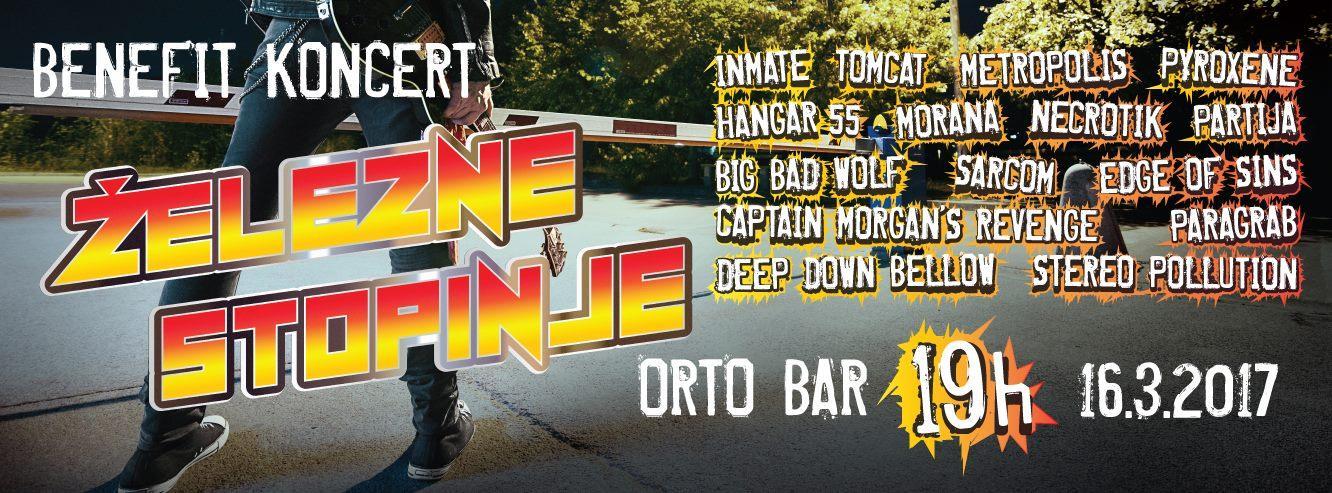 BENEFIT KONCERT
ŽELEZNE
STOPINJE
INMATE TOMCAT METROPOLIS PYROXENE
HANGAR 55 MORANA NECROTIK PARTIJA
BIG BAD WOLF SARCOM EDGE OF SINS
CAPTAIN MORGAN'S REVENGE PARAGRAB
DEEP DOWN BELLOW STEREO POLLUTION
ORTO BAR 19h 16.3.2017